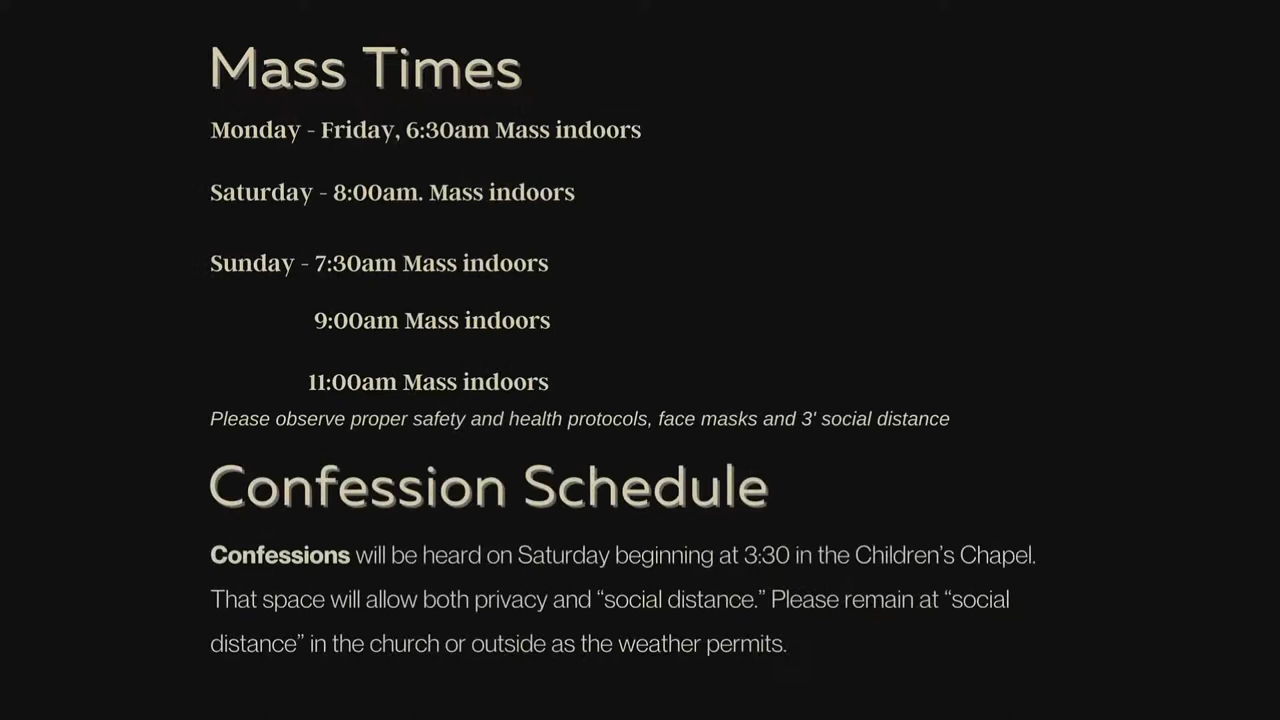 Mass Times
Monday - Friday, 6:30am Mass indoors
Saturday - 8:00am. Mass indoors
Sunday - 7:30am Mass indoors
9:00am Mass indoors
11:00am Mass indoors
Please observe proper safety and health protocols, face masks and 3' social distance
Confession Schedule
Confessions will be heard on Saturday beginning at 3:30 in the Children’s Chapel.
That space will allow both privacy and “social distance.” Please remain at “social
distance” in the church or outside as the weather permits.